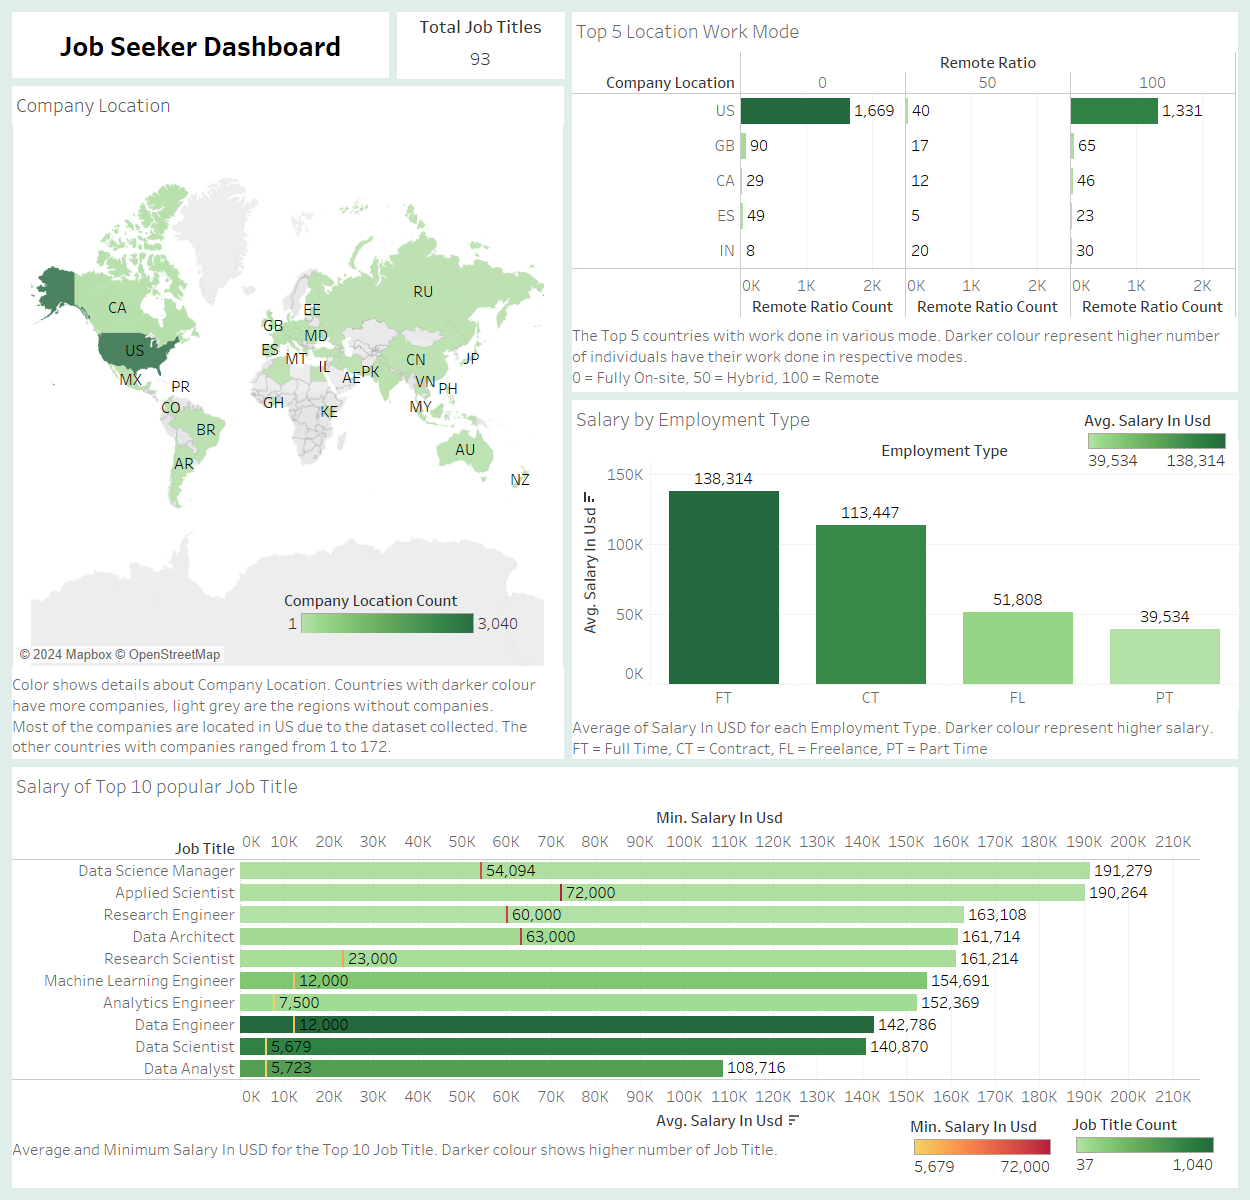 Job Seeker Dashboard
Total Job Titles
93
Company Location
CA
US
MX
PR
CO
BR
AR
RU
EE
GB
MD
ES
MT
IL
AE
PK
CN
JP
VN
PH
MY
GH
KE
AU
NZ
Company Location Count
1 3,040
© 2024 Mapbox © OpenStreetMap
Color shows details about Company Location. Countries with darker colour
have more companies, light grey are the regions without companies.
Most of the companies are located in US due to the dataset collected. The
other countries with companies ranged from 1 to 172.
Top 5 Location Work Mode
Remote Ratio
Company Location 0 50 100
US 1,669 40 1,331
GB 90 17 65
CA 29 12 46
ES 49 5 23
IN 8 20 30
0K 1K 2K 0K 1K 2K 0K 1K 2K
Remote Ratio Count Remote Ratio Count Remote Ratio Count
The Top 5 countries with work done in various mode. Darker colour represent higher number
of individuals have their work done in respective modes.
0 = Fully On-site, 50 = Hybrid, 100 = Remote
Salary by Employment Type
Avg. Salary In Usd
39,534 138,314
Employment Type
Avg. Salary In Usd
150K
100K
50K
0K
138,314
113,447
51,808
39,534
FT CT FL PT
Average of Salary In USD for each Employment Type. Darker colour represent higher salary.
FT = Full Time, CT = Contract, FL = Freelance, PT = Part Time
Salary of Top 10 popular Job Title
Min. Salary In Usd
Job Title 0K 10K 20K 30K 40K 50K 60K 70K 80K 90K 100K 110K 120K 130K 140K 150K 160K 170K 180K 190K 200K 210K
Data Science Manager 54,094 191,279
Applied Scientist 72,000 190,264
Research Engineer 60,000 163,108
Data Architect 63,000 161,714
Research Scientist 23,000 161,214
Machine Learning Engineer 12,000 154,691
Analytics Engineer 7,500 152,369
Data Engineer 12,000 142,786
Data Scientist 5,679 140,870
Data Analyst 5,723 108,716
0K 10K 20K 30K 40K 50K 60K 70K 80K 90K 100K 110K 120K 130K 140K 150K 160K 170K 180K 190K 200K 210K
Avg. Salary In Usd
Average and Minimum Salary In USD for the Top 10 Job Title. Darker colour shows higher number of Job Title.
Min. Salary In Usd
5,679 72,000
Job Title Count
37 1,040